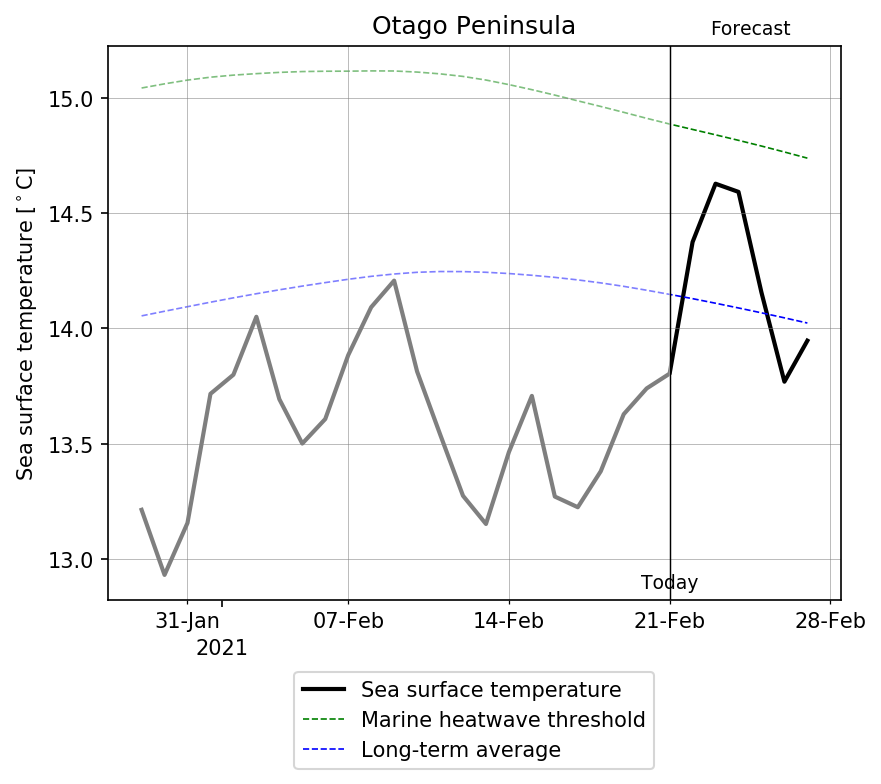 Otago Peninsula
Forecast
Sea surface temperature [°C]
15.0
14.5
14.0
13.5
13.0
Today
31-Jan 07-Feb 14-Feb 21-Feb 28-Feb
2021
Sea surface temperature
Marine heatwave threshold
Long-term average